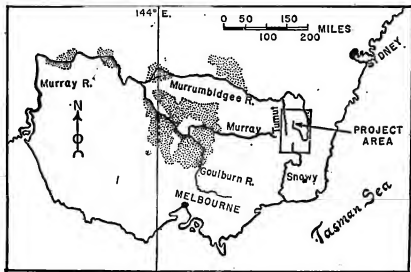 144° E.
0 50 100 150 200
MILES
SYDNEY
Murray R.
Murrumbidgee R.
N
Murray
Tumut
PROJECT
AREA
Goulburn R.
Snowy
MELBOURNE
Tasman Sea